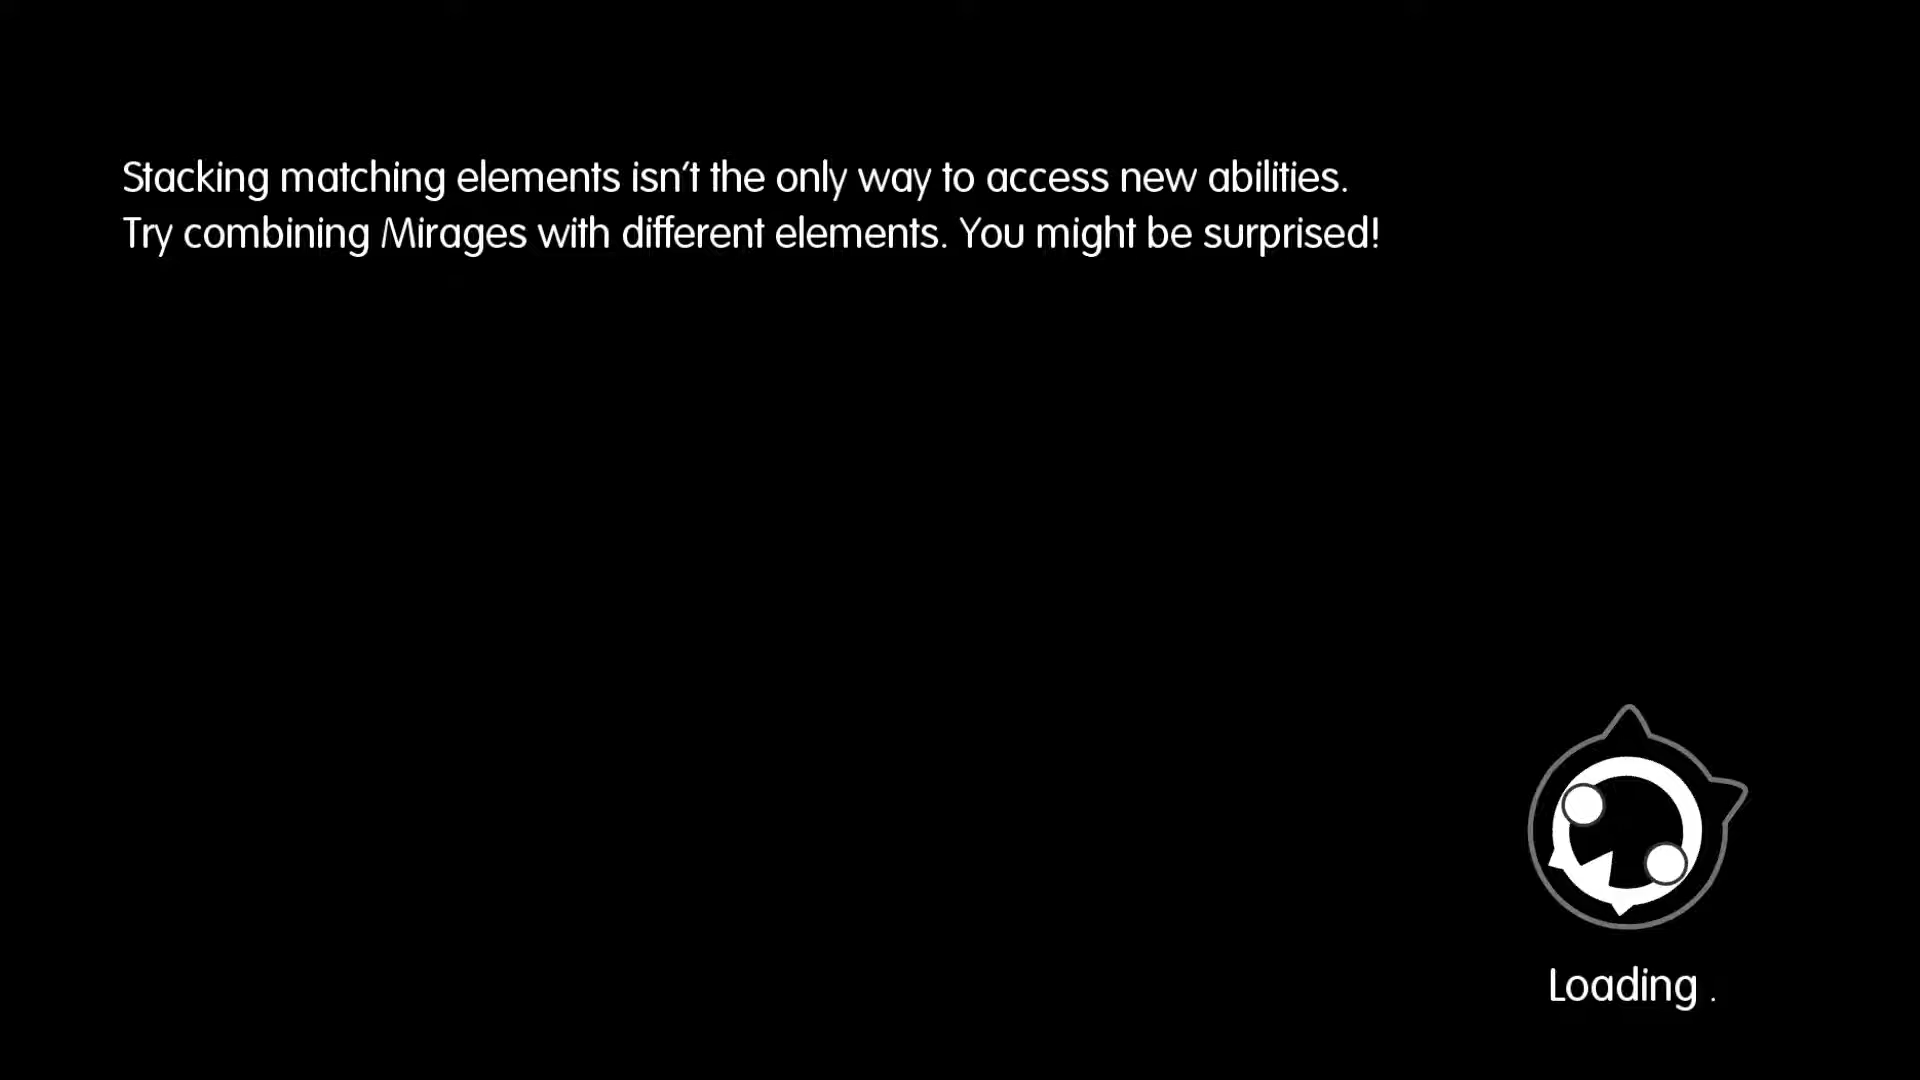 Stacking matching elements isn’t the only way to access new abilities.
Try combining Mirages with different elements. You might be surprised!
Loading .